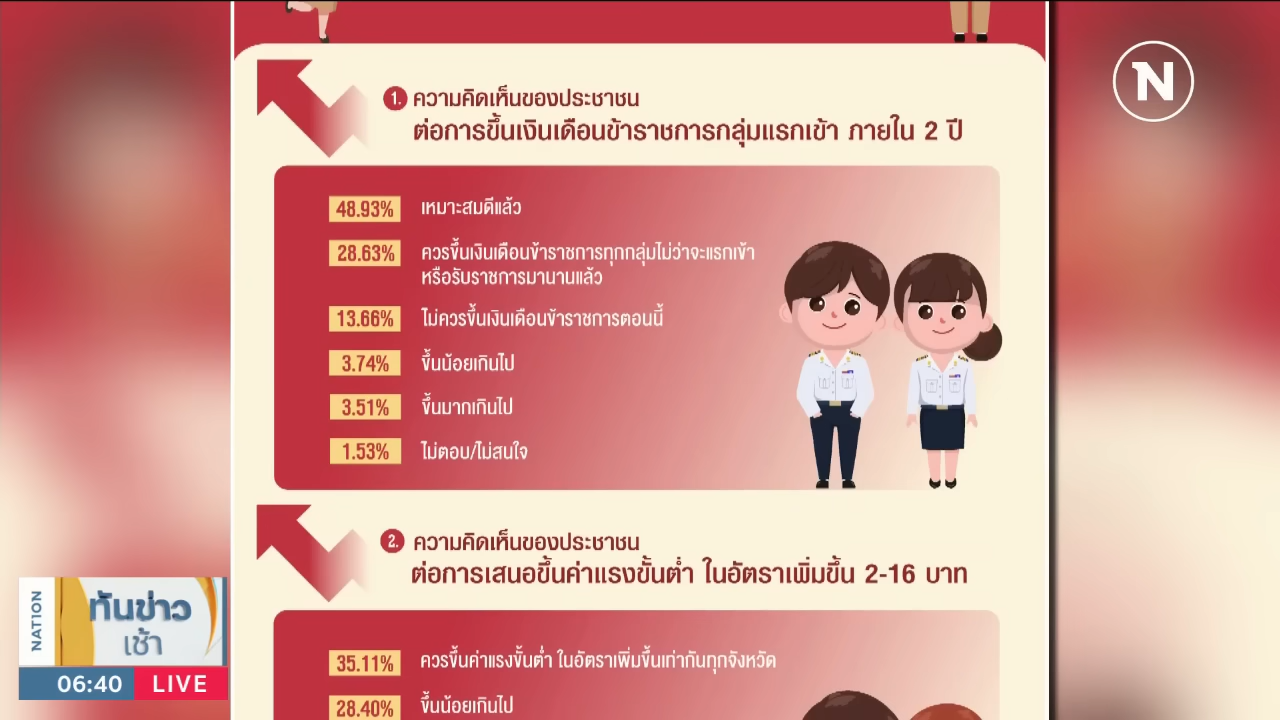 N
1. ความคิดเห็นของประชาชน
ต่อการขึ้นเงินเดือนข้าราชการกลุ่มแรกเข้า ภายใน 2 ปี
48.93% เหมาะสมดีแล้ว
28.63% ควรขึ้นเงินเดือนข้าราชการทุกกลุ่มไม่ว่าจะแรกเข้า
หรือรับราชการมานานแล้ว
13.66% ไม่ควรขึ้นเงินเดือนข้าราชการตอนนี้
3.74% ขึ้นน้อยเกินไป
3.51% ขึ้นมากเกินไป
1.53% ไม่ตอบ/ไม่สนใจ
2. ความคิดเห็นของประชาชน
ต่อการเสนอขึ้นค่าแรงขั้นต่ำ ในอัตราเพิ่มขึ้น 2-16 บาท
35.11% ควรขึ้นค่าแรงขั้นต่ำ ในอัตราเพิ่มขึ้นเท่ากันทุกจังหวัด
28.40% ขึ้นน้อยเกินไป
NATION
ทันข่าว
เช้า
06:40 LIVE